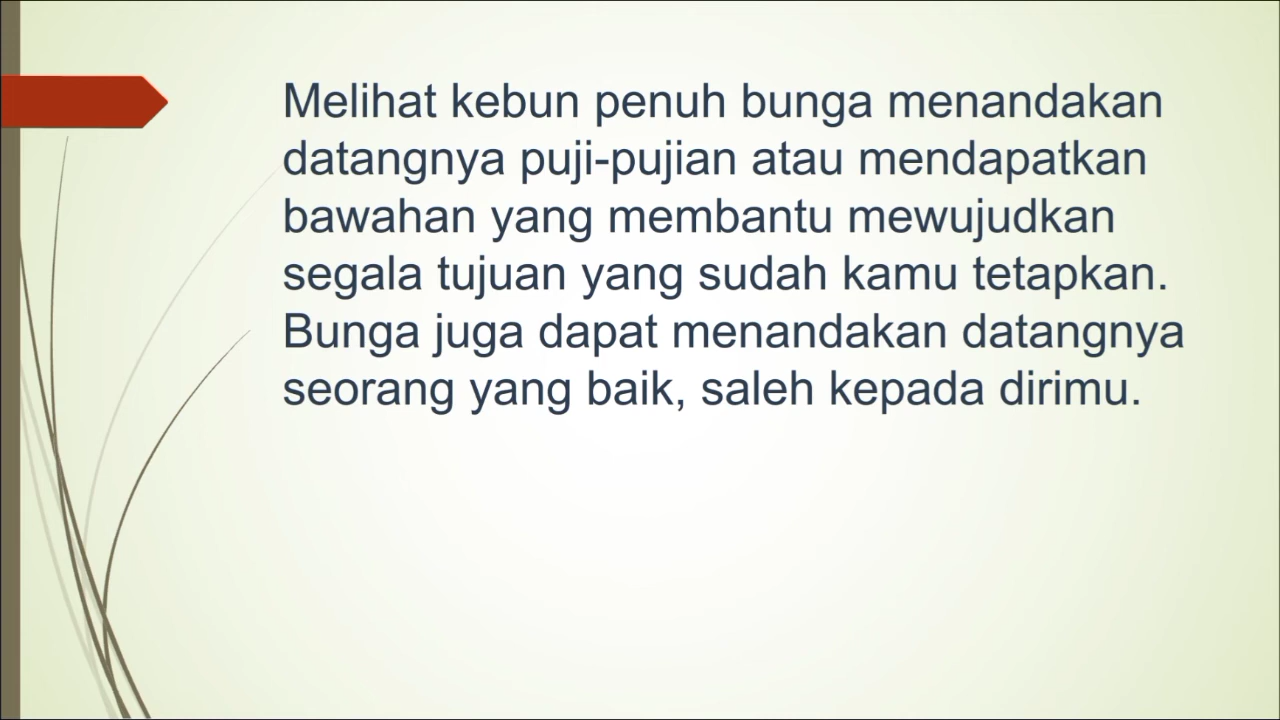 Melihat kebun penuh bunga menandakan
datangnya puji-pujian atau mendapatkan
bawahan yang membantu mewujudkan
segala tujuan yang sudah kamu tetapkan.
Bunga juga dapat menandakan datangnya
seorang yang baik, saleh kepada dirimu.